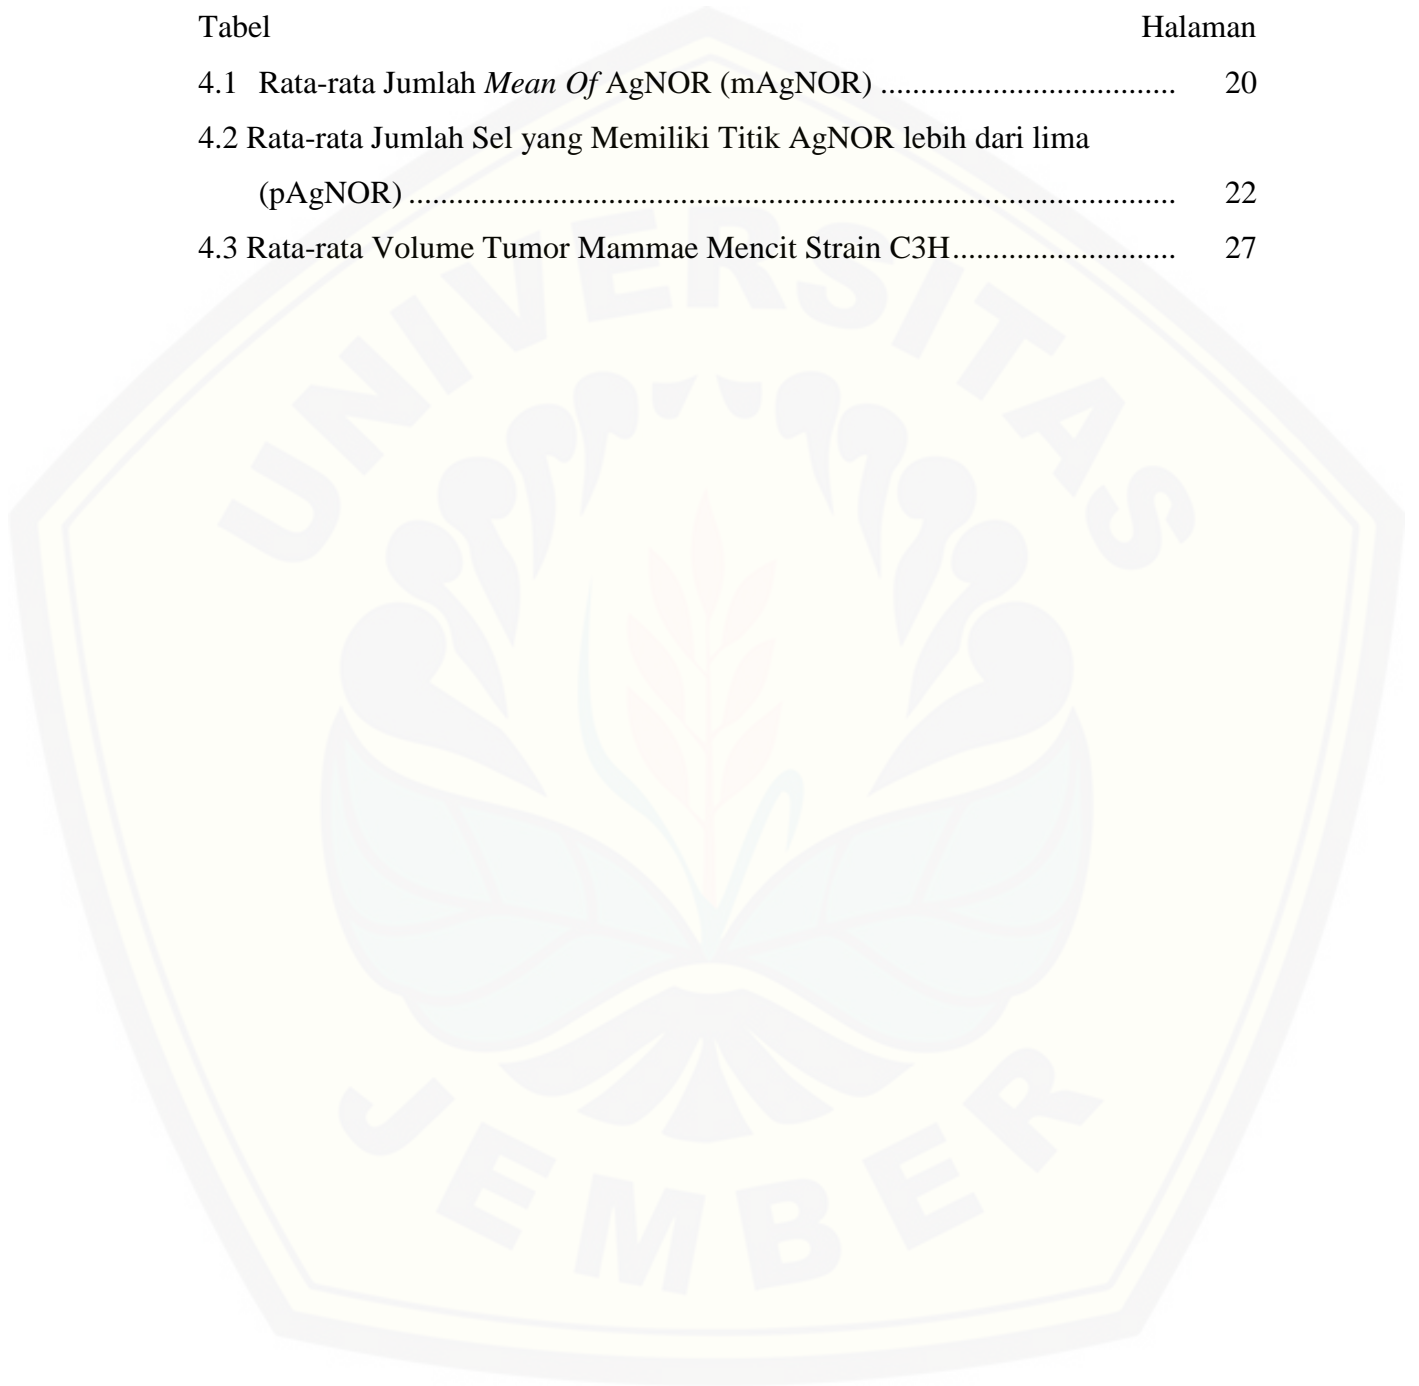 Tabel Halaman
4.1 Rata-rata Jumlah Mean Of AgNOR (mAgNOR) ..................................... 20
4.2 Rata-rata Jumlah Sel yang Memiliki Titik AgNOR lebih dari lima
(pAgNOR) ................................................................................................ 22
4.3 Rata-rata Volume Tumor Mammae Mencit Strain C3H............................ 27
UNIVERSITAS
JEMBER